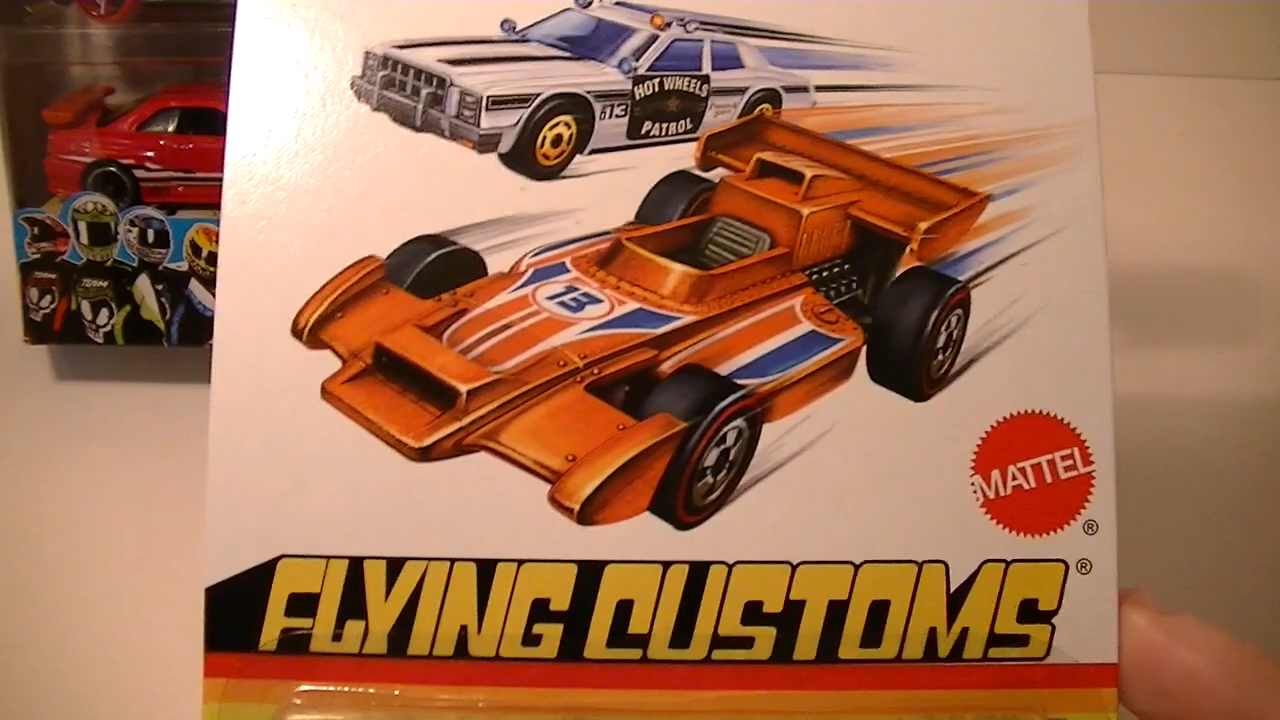 HOT WHEELS
13
PATROL
13
MATTEL
®
FLYING CUSTOMS ®